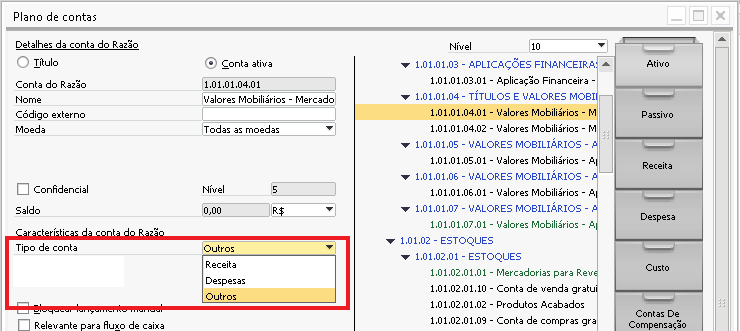 Plano de contas
Detalhes da conta do Razão
Título
Conta ativa
Conta do Razão
1.01.01.04.01
Nome
Valores Mobiliários - Mercado
Código externo
Moeda
Todas as moedas
Confidencial
Nível
5
Saldo
0,00
R$
Características da conta do Razão
Tipo de conta
Outros
Receita
Despesas
Outros
Bloquear lançamento manual
Relevante para fluxo de caixa
Nível
10
1.01.01.03 - APLICAÇÕES FINANCEIRAS
1.01.01.03.01 - Aplicação Financeira -
1.01.01.04 - TÍTULOS E VALORES MOBI
1.01.01.04.01 - Valores Mobiliários - M
1.01.01.04.02 - Valores Mobiliários - M
1.01.01.05 - VALORES MOBILIÁRIOS - A
1.01.01.05.01 - Valores Mobiliários - Ap
1.01.01.06 - VALORES MOBILIÁRIOS - A
1.01.01.06.01 - Valores Mobiliários - Ap
1.01.01.07 - VALORES MOBILIÁRIOS - A
1.01.01.07.01 - Valores Mobiliários - Ap
1.01.02 - ESTOQUES
1.01.02.01 - ESTOQUES
1.01.02.01.01 - Mercadorias para Reve
1.01.02.01.10 - Conta de venda gratui
1.01.02.01.02 - Produtos Acabados
1.01.02.01.09 - Conta de compras gra
Ativo
Passivo
Receita
Despesa
Custo
Contas De
Compensação